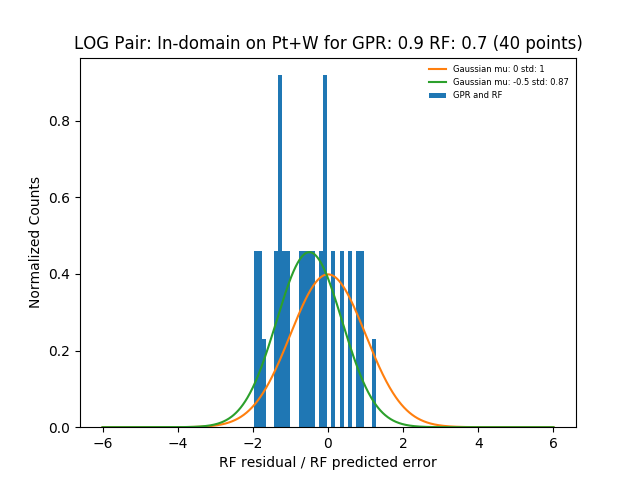 LOG Pair: In-domain on Pt+W for GPR: 0.9 RF: 0.7 (40 points)
Gaussian mu: 0 std: 1
Gaussian mu: -0.5 std: 0.87
GPR and RF
Normalized Counts
0.8
0.6
0.4
0.2
0.0
−6 −4 −2 0 2 4 6
RF residual / RF predicted error